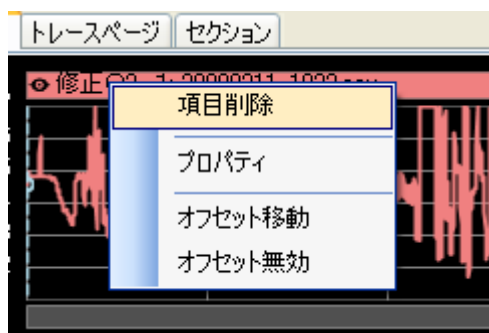 トレースページ セクション
修正
項目削除
プロパティ
オフセット移動
オフセット無効